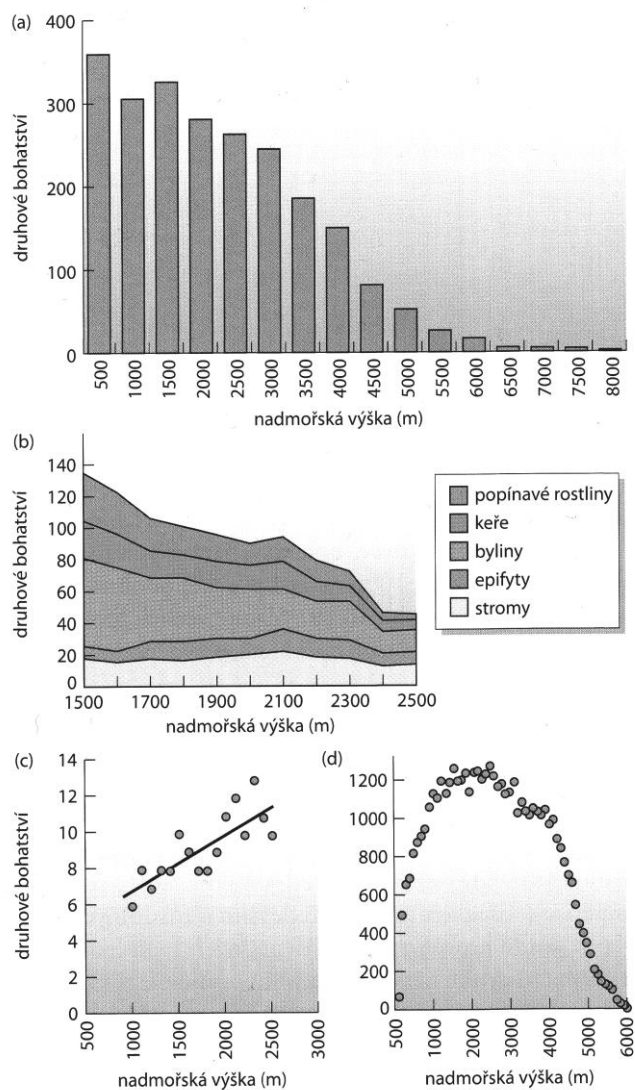 (a)
druhové bohatství
400
300
200
100
0
500 1000 1500 2000 2500 3000 3500 4000 4500 5000 5500 6000 6500 7000 7500 8000
nadmořská výška (m)
(b)
druhové bohatství
140
120
100
80
60
40
20
0
1500 1700 1900 2100 2300 2500
nadmořská výška (m)
popínavé rostliny
keře
byliny
epifyty
stromy
(c)
druhové bohatství
14
12
10
8
6
4
2
0
500 1000 1500 2000 2500 3000
nadmořská výška (m)
(d)
1200
1000
800
600
400
200
0
500 1000 2000 3000 4000 5000 6000
nadmořská výška (m)